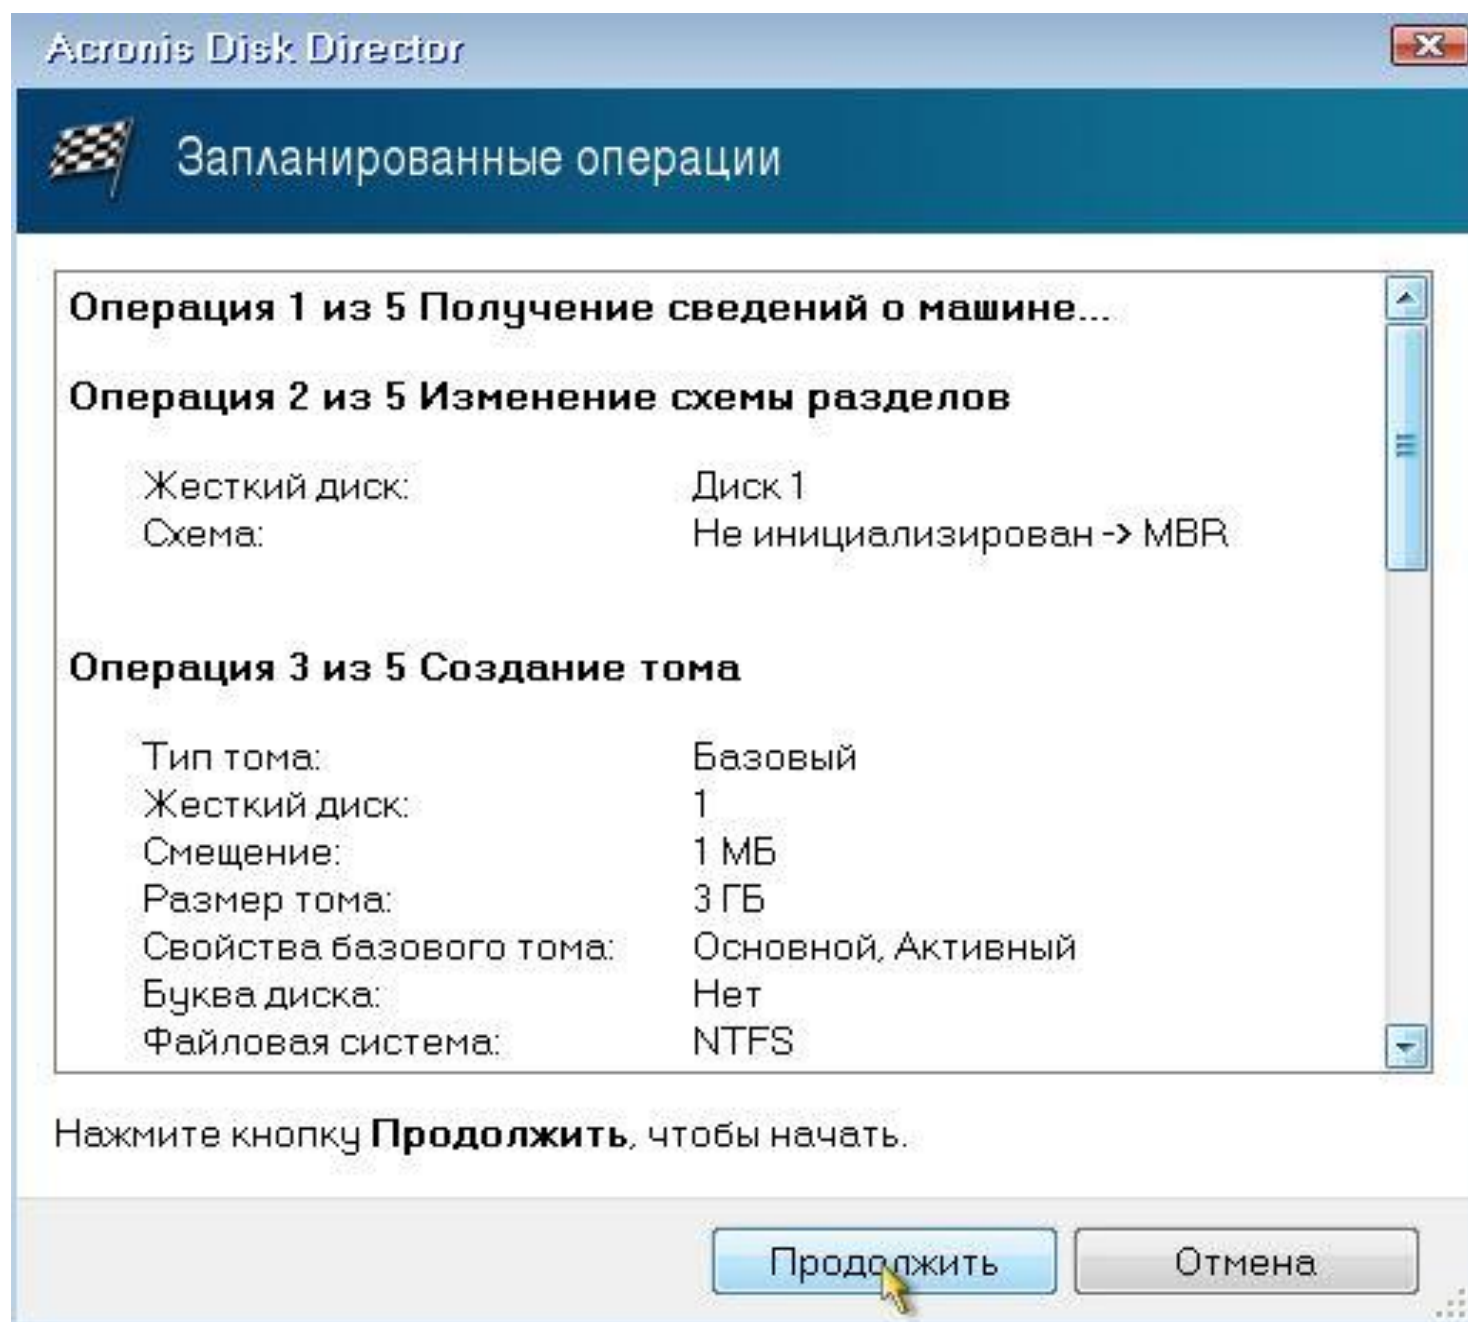 Acronis Disk Director
Запланированные операции
Операция 1 из 5 Получение сведений о машине...
Операция 2 из 5 Изменение схемы разделов
Жесткий диск: Диск 1
Схема: Не инициализирован -> MBR
Операция 3 из 5 Создание тома
Тип тома: Базовый
Жесткий диск: 1
Смещение: 1 МБ
Размер тома: 3 ГБ
Свойства базового тома: Основной, Активный
Буква диска: Нет
Файловая система: NTFS
Нажмите кнопку Продолжить, чтобы начать.
Продолжить Отмена